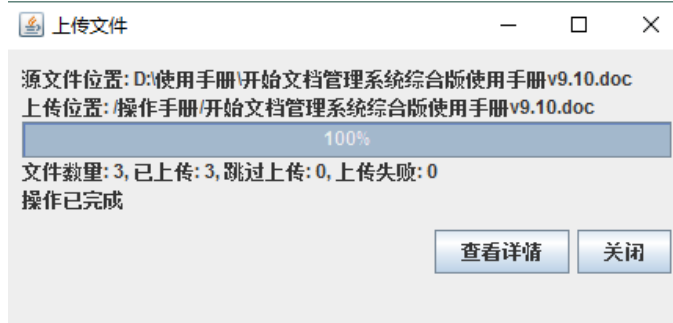 上传文件
源文件位置: D:\使用手册\开始文档管理系统综合版使用手册v9.10.doc
上传位置: /操作手册/开始文档管理系统综合版使用手册v9.10.doc
100%
文件数量: 3, 已上传: 3, 跳过上传: 0, 上传失败: 0
操作已完成
查看详情 关闭